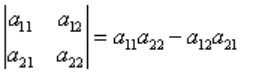 | a₁₁ a₁₂ |
| a₂₁ a₂₂ | = a₁₁a₂₂ − a₁₂a₂₁